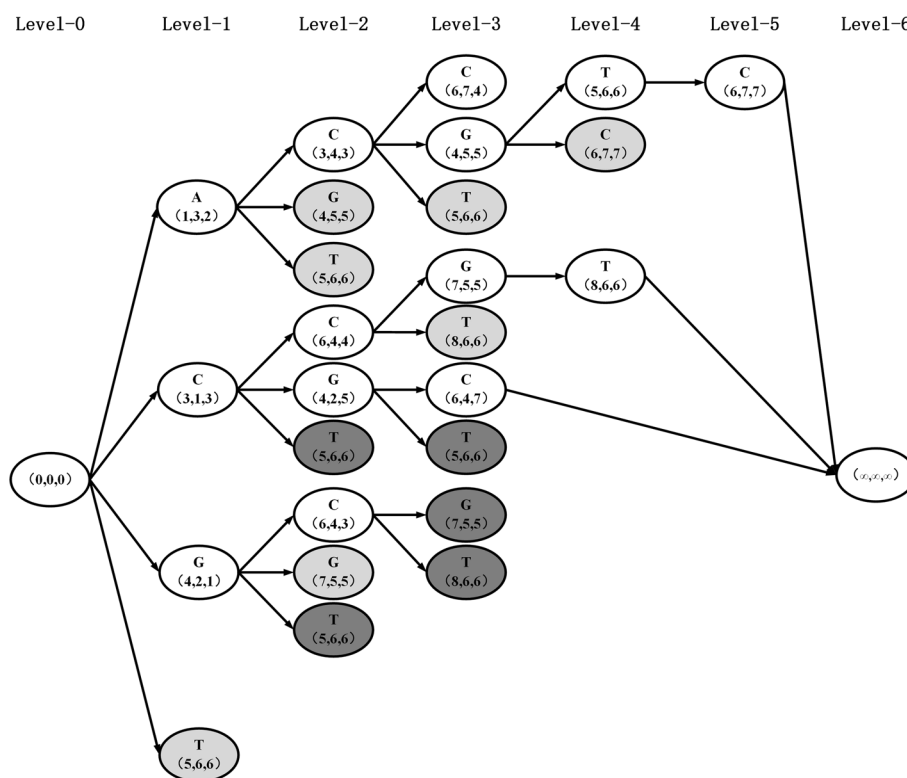 Level-0 Level-1 Level-2 Level-3 Level-4 Level-5 Level-6
C
(6,7,4)
T
(5,6,6)
C
(6,7,7)
C
(3,4,3)
G
(4,5,5)
C
(6,7,7)
A
(1,3,2)
G
(4,5,5)
T
(5,6,6)
T
(5,6,6)
G
(7,5,5)
T
(8,6,6)
C
(6,4,4)
T
(8,6,6)
C
(3,1,3)
G
(4,2,5)
C
(6,4,7)
T
(5,6,6)
T
(5,6,6)
(0,0,0)
(∞,∞,∞)
C
(6,4,3)
G
(7,5,5)
G
(4,2,1)
G
(7,5,5)
T
(8,6,6)
T
(5,6,6)
T
(5,6,6)